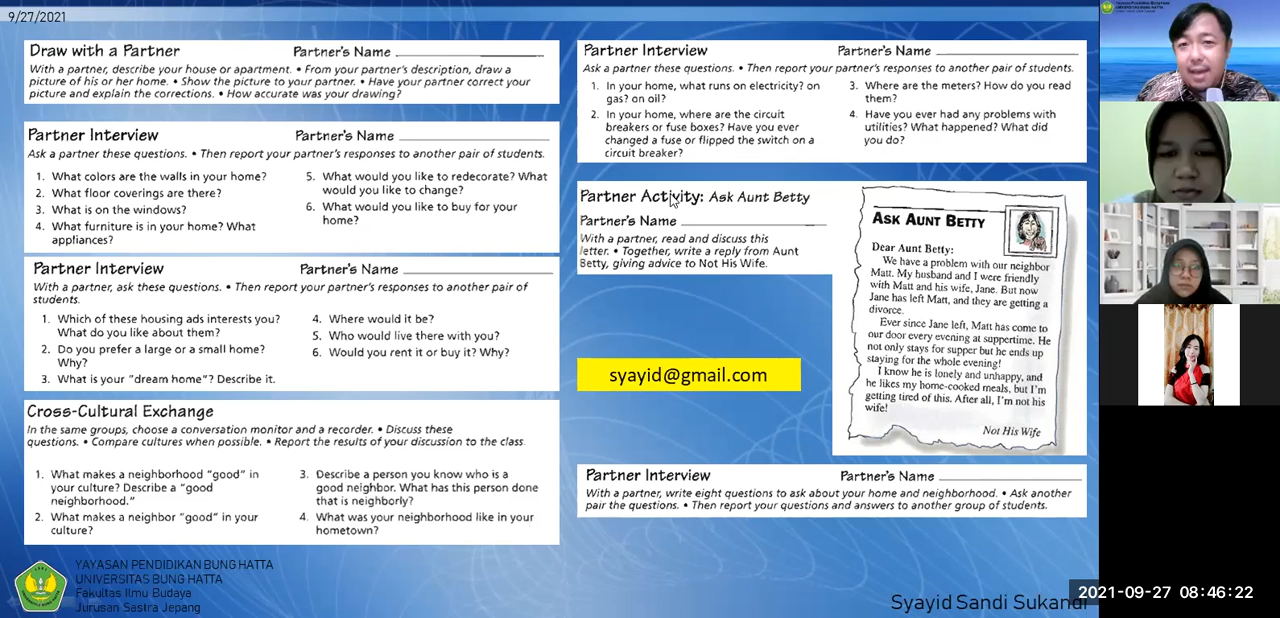 9/27/2021
Draw with a Partner
Partner's Name
With a partner, describe your house or apartment. • From your partner's description, draw a
picture of his or her home. • Show the picture to your partner. • Have your partner correct your
picture and explain the corrections. • How accurate was your drawing?
Partner Interview
Partner's Name
Ask a partner these questions. • Then report your partner's responses to another pair of students.
1. What colors are the walls in your home?
2. What floor coverings are there?
3. What is on the windows?
4. What furniture is in your home? What
appliances?
5. What would you like to redecorate? What
would you like to change?
6. What would you like to buy for your
home?
Partner Interview
Partner's Name
With a partner, ask these questions. • Then report your partner's responses to another pair of
students.
1. Which of these housing ads interests you?
What do you like about them?
2. Do you prefer a large or a small home?
Why?
3. What is your "dream home"? Describe it.
4. Where would it be?
5. Who would live there with you?
6. Would you rent it or buy it? Why?
Cross-Cultural Exchange
In the same groups, choose a conversation monitor and a recorder. • Discuss these
questions. • Compare cultures when possible. • Report the results of your discussion to the class.
1. What makes a neighborhood "good" in
your culture? Describe a "good
neighborhood."
2. What makes a neighbor "good" in your
culture?
3. Describe a person you know who is a
good neighbor. What has this person done
that is neighborly?
4. What was your neighborhood like in your
hometown?
YAYASAN PENDIDIKAN BUNG HATTA
UNIVERSITAS BUNG HATTA
Fakultas Ilmu Budaya
Jurusan Sastra Jepang
Partner Interview
Partner's Name
Ask a partner these questions. • Then report your partner's responses to another pair of students.
1. In your home, what runs on electricity? on
gas? on oil?
2. In your home, where are the circuit
breakers or fuse boxes? Have you ever
changed a fuse or flipped the switch on a
circuit breaker?
3. Where are the meters? How do you read
them?
4. Have you ever had any problems with
utilities? What happened? What did
you do?
Partner Activity: Ask Aunt Betty
Partner's Name
With a partner, read and discuss this
letter. • Together, write a reply from Aunt
Betty, giving advice to Not His Wife.
ASK AUNT BETTY
Dear Aunt Betty:
We have a problem with our neighbor
Matt. My husband and I were friendly
with Matt and his wife, Jane. But now
Jane has left Matt, and they are getting a
divorce.
Ever since Jane left, Matt has come to
our door every evening at suppertime. He
not only stays for supper but he ends up
staying for the whole evening!
I know he is lonely and unhappy, and
he likes my home-cooked meals, but I'm
getting tired of this. After all, I'm not his
wife!
Not His Wife
syayid@gmail.com
Partner Interview
Partner's Name
With a partner, write eight questions to ask about your home and neighborhood. • Ask another
pair the questions. • Then report your questions and answers to another group of students.
Syayid Sandi Sukandi
2021-09-27 08:46:22